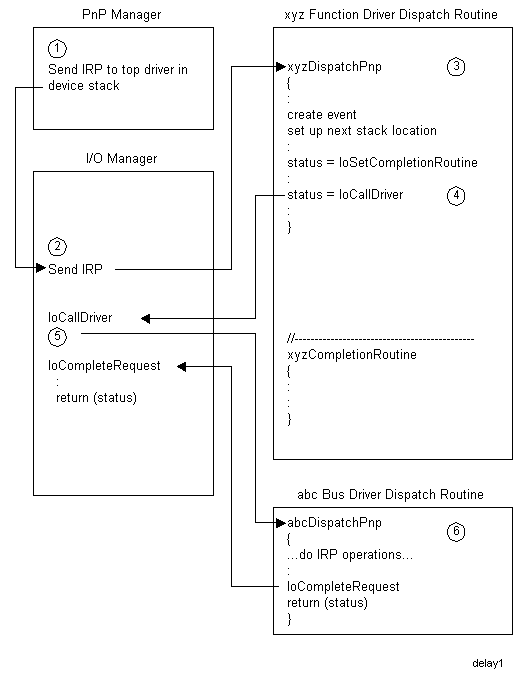 PnP Manager
1
Send IRP to top driver in
device stack
I/O Manager
2
Send IRP
IoCallDriver
5
IoCompleteRequest
:
return (status)
xyz Function Driver Dispatch Routine
xyzDispatchPnp 3
{
:
create event
set up next stack location
:
status = IoSetCompletionRoutine
:
status = IoCallDriver 4
:
}
//---------------------------------------------
xyzCompletionRoutine
{
:
:
}
abc Bus Driver Dispatch Routine
abcDispatchPnp 6
{
...do IRP operations...
:
IoCompleteRequest
return (status)
}
delay1